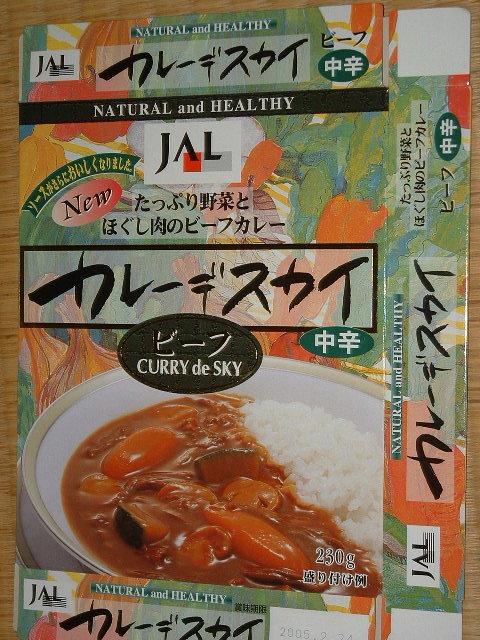 NATURAL and HEALTHY
JAL
カレーデスカイ
ビーフ
中辛
NATURAL and HEALTHY
JAL
ソースがさらにおいしくなりました
New
たっぷり野菜と
ほぐし肉のビーフカレー
カレーデスカイ
ビーフ
CURRY de SKY
中辛
230g
盛り付け例
JAL
NATURAL and HEALTHY
カレーデスカイ
賞味期限
2005.2.24
たっぷり野菜と
ほぐし肉のビーフカレー
ビーフ
中辛
NATURAL and HEALTHY
カレーデスカイ
JAL